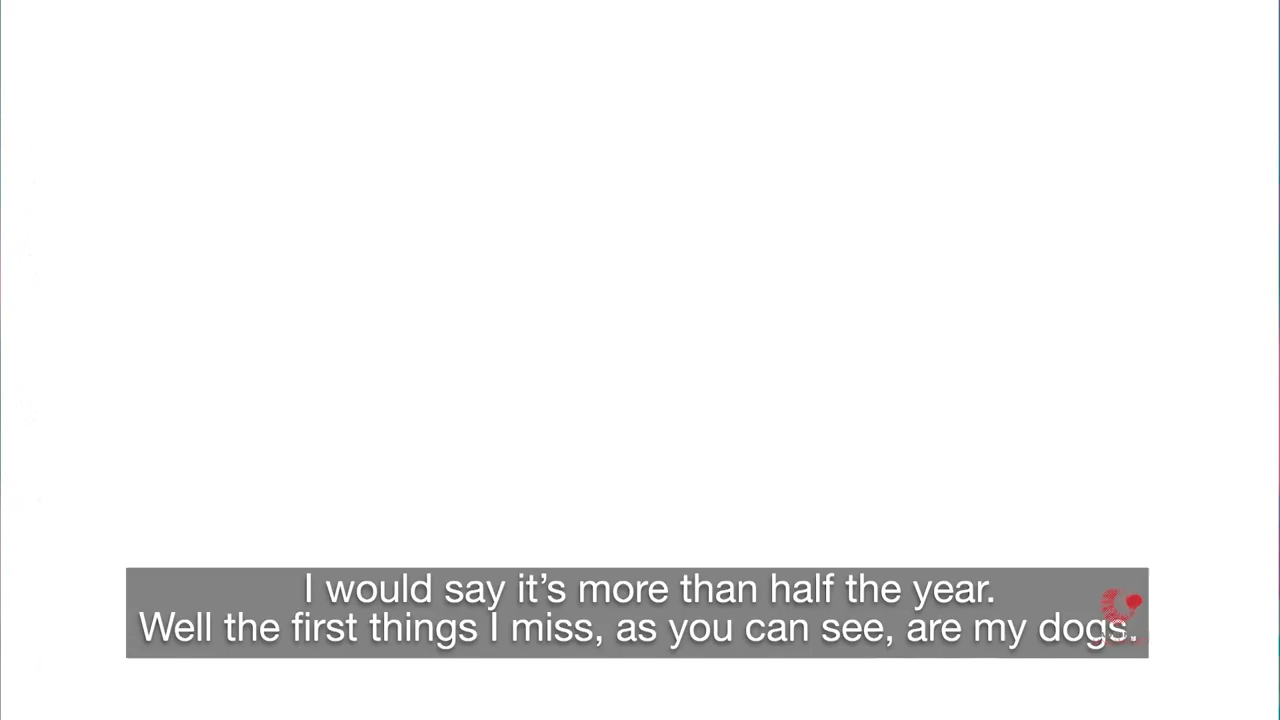 I would say it’s more than half the year.
Well the first things I miss, as you can see, are my dogs.